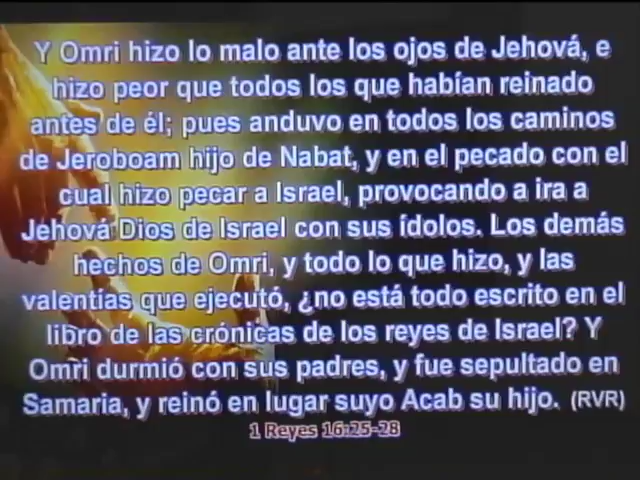 Y Omri hizo lo malo ante los ojos de Jehová, e
hizo peor que todos los que habían reinado
antes de él; pues anduvo en todos los caminos
de Jeroboam hijo de Nabat, y en el pecado con el
cual hizo pecar a Israel, provocando a ira a
Jehová Dios de Israel con sus ídolos. Los demás
hechos de Omri, y todo lo que hizo, y las
valentías que ejecutó, ¿no está todo escrito en el
libro de las crónicas de los reyes de Israel? Y
Omri durmió con sus padres, y fue sepultado en
Samaria, y reinó en lugar suyo Acab su hijo. (RVR)
1 Reyes 16:25-28